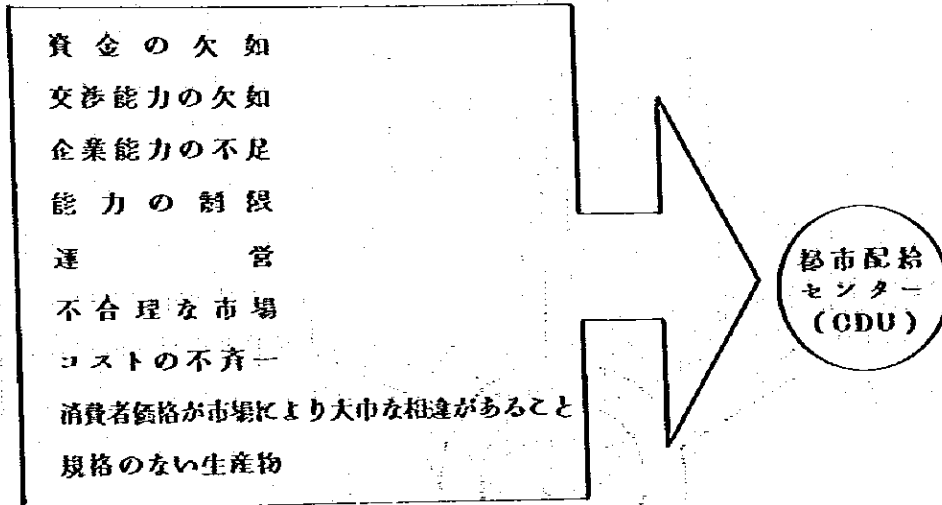 資金の欠如
交渉能力の欠如
企業能力の不足
能力の制限
運営
不合理な市場
コストの不斉一
消費者価格が市場により大巾な相違があること
規格のない生産物
都市配給
センター
(CDU)